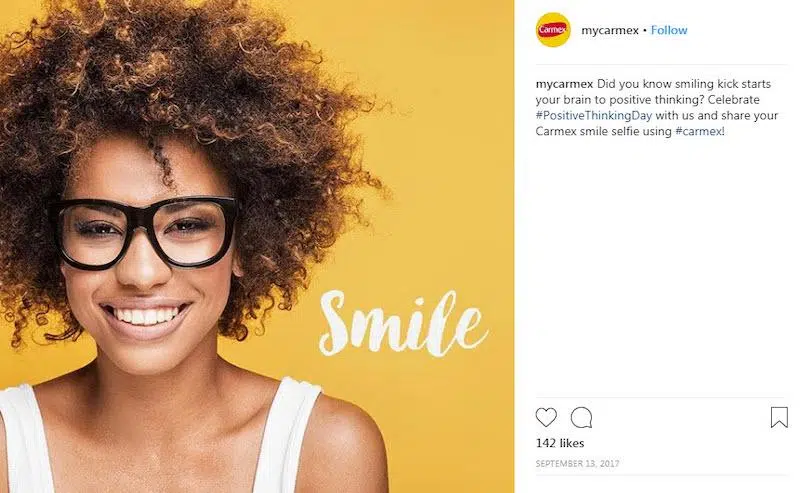 Smile
Carmex
mycarmex • Follow
mycarmex Did you know smiling kick starts
your brain to positive thinking? Celebrate
#PositiveThinkingDay with us and share your
Carmex smile selfie using #carmex!
142 likes
SEPTEMBER 13, 2017